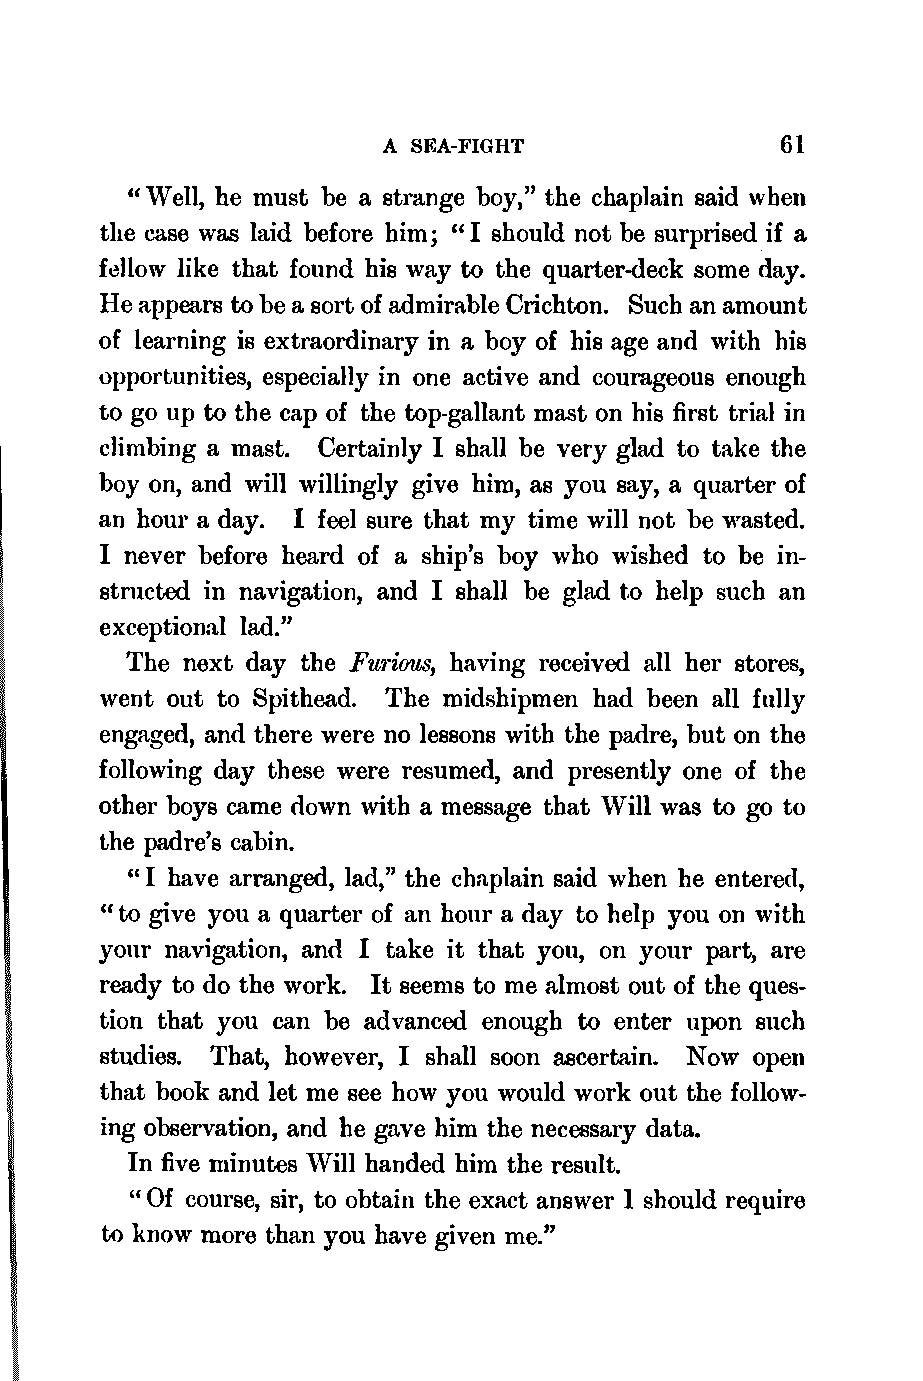 A SEA-FIGHT 61
"Well, he must be a strange boy," the chaplain said when
the case was laid before him; "I should not be surprised if a
fellow like that found his way to the quarter-deck some day.
He appears to be a sort of admirable Crichton. Such an amount
of learning is extraordinary in a boy of his age and with his
opportunities, especially in one active and courageous enough
to go up to the cap of the top-gallant mast on his first trial in
climbing a mast. Certainly I shall be very glad to take the
boy on, and will willingly give him, as you say, a quarter of
an hour a day. I feel sure that my time will not be wasted.
I never before heard of a ship's boy who wished to be in-
structed in navigation, and I shall be glad to help such an
exceptional lad."
The next day the Furious, having received all her stores,
went out to Spithead. The midshipmen had been all fully
engaged, and there were no lessons with the padre, but on the
following day these were resumed, and presently one of the
other boys came down with a message that Will was to go to
the padre's cabin.
"I have arranged, lad," the chaplain said when he entered,
"to give you a quarter of an hour a day to help you on with
your navigation, and I take it that you, on your part, are
ready to do the work. It seems to me almost out of the ques-
tion that you can be advanced enough to enter upon such
studies. That, however, I shall soon ascertain. Now open
that book and let me see how you would work out the follow-
ing observation, and he gave him the necessary data.
In five minutes Will handed him the result.
"Of course, sir, to obtain the exact answer I should require
to know more than you have given me."